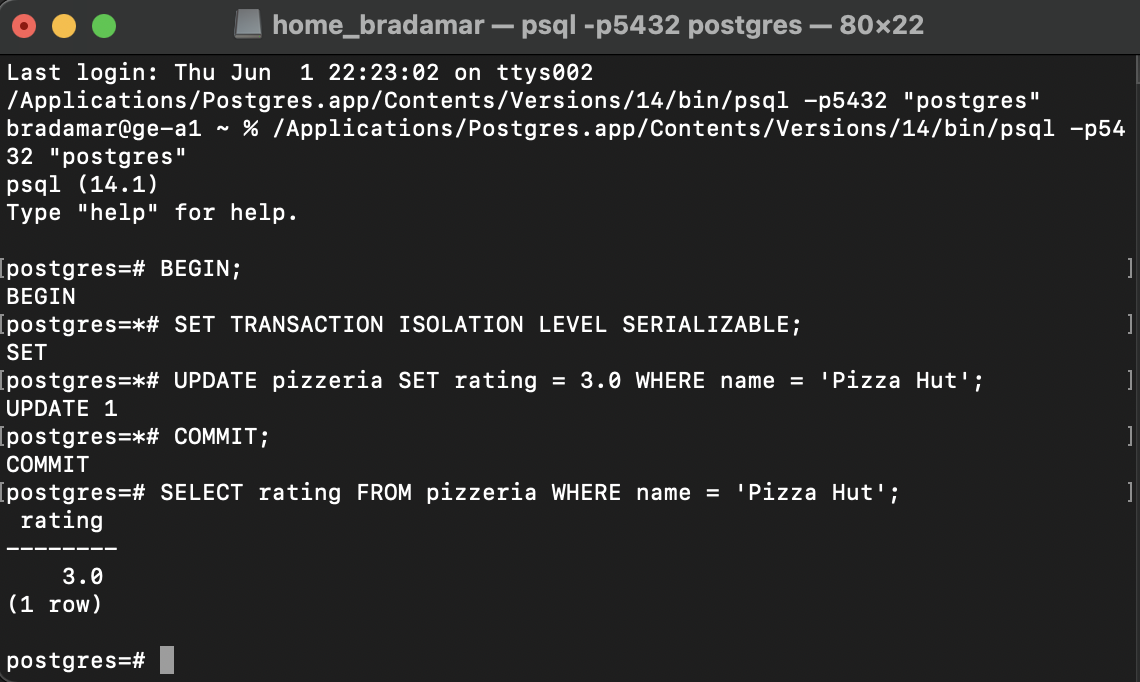 home_bradamar — psql -p5432 postgres — 80×22
Last login: Thu Jun  1 22:23:02 on ttys002
/Applications/Postgres.app/Contents/Versions/14/bin/psql -p5432 "postgres"
bradamar@ge-a1 ~ % /Applications/Postgres.app/Contents/Versions/14/bin/psql -p54
32 "postgres"
psql (14.1)
Type "help" for help.

[postgres=# BEGIN; ]
BEGIN
[postgres=*# SET TRANSACTION ISOLATION LEVEL SERIALIZABLE; ]
SET
[postgres=*# UPDATE pizzeria SET rating = 3.0 WHERE name = 'Pizza Hut'; ]
UPDATE 1
[postgres=*# COMMIT; ]
COMMIT
[postgres=# SELECT rating FROM pizzeria WHERE name = 'Pizza Hut'; ]
 rating
--------
    3.0
(1 row)

postgres=#